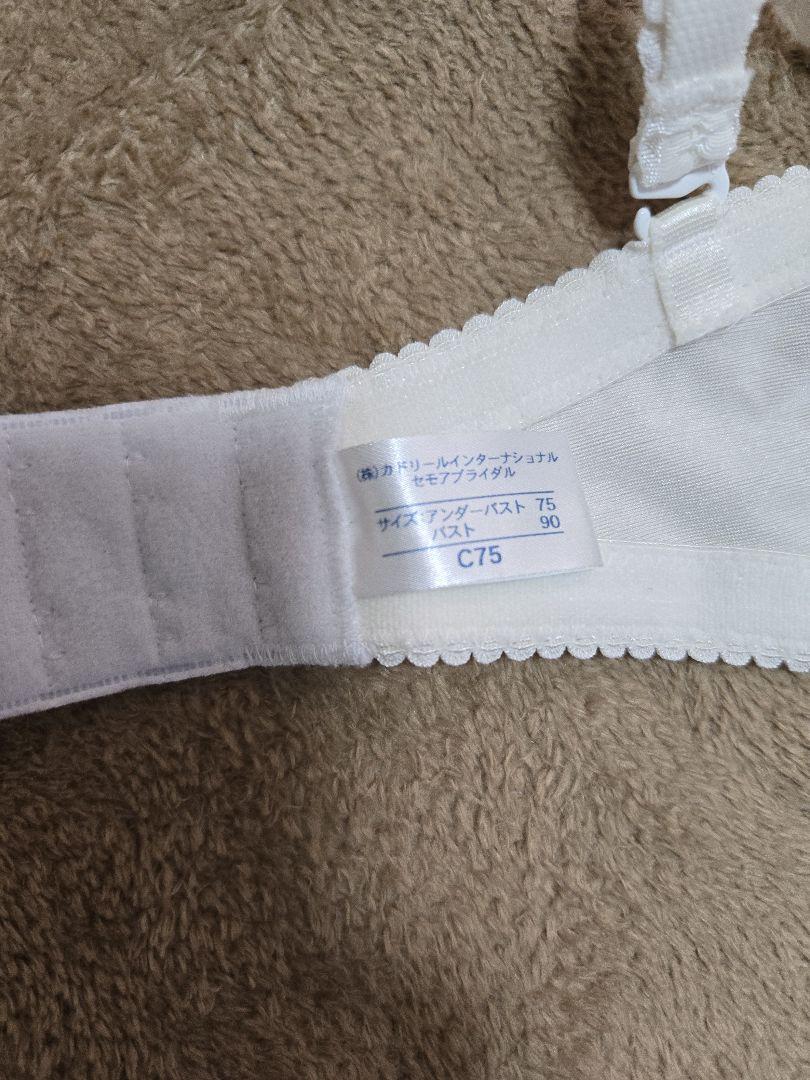 (株)カドリールインターナショナル
セモアブライダル
サイズ・アンダーバスト 75
バスト 90
C75